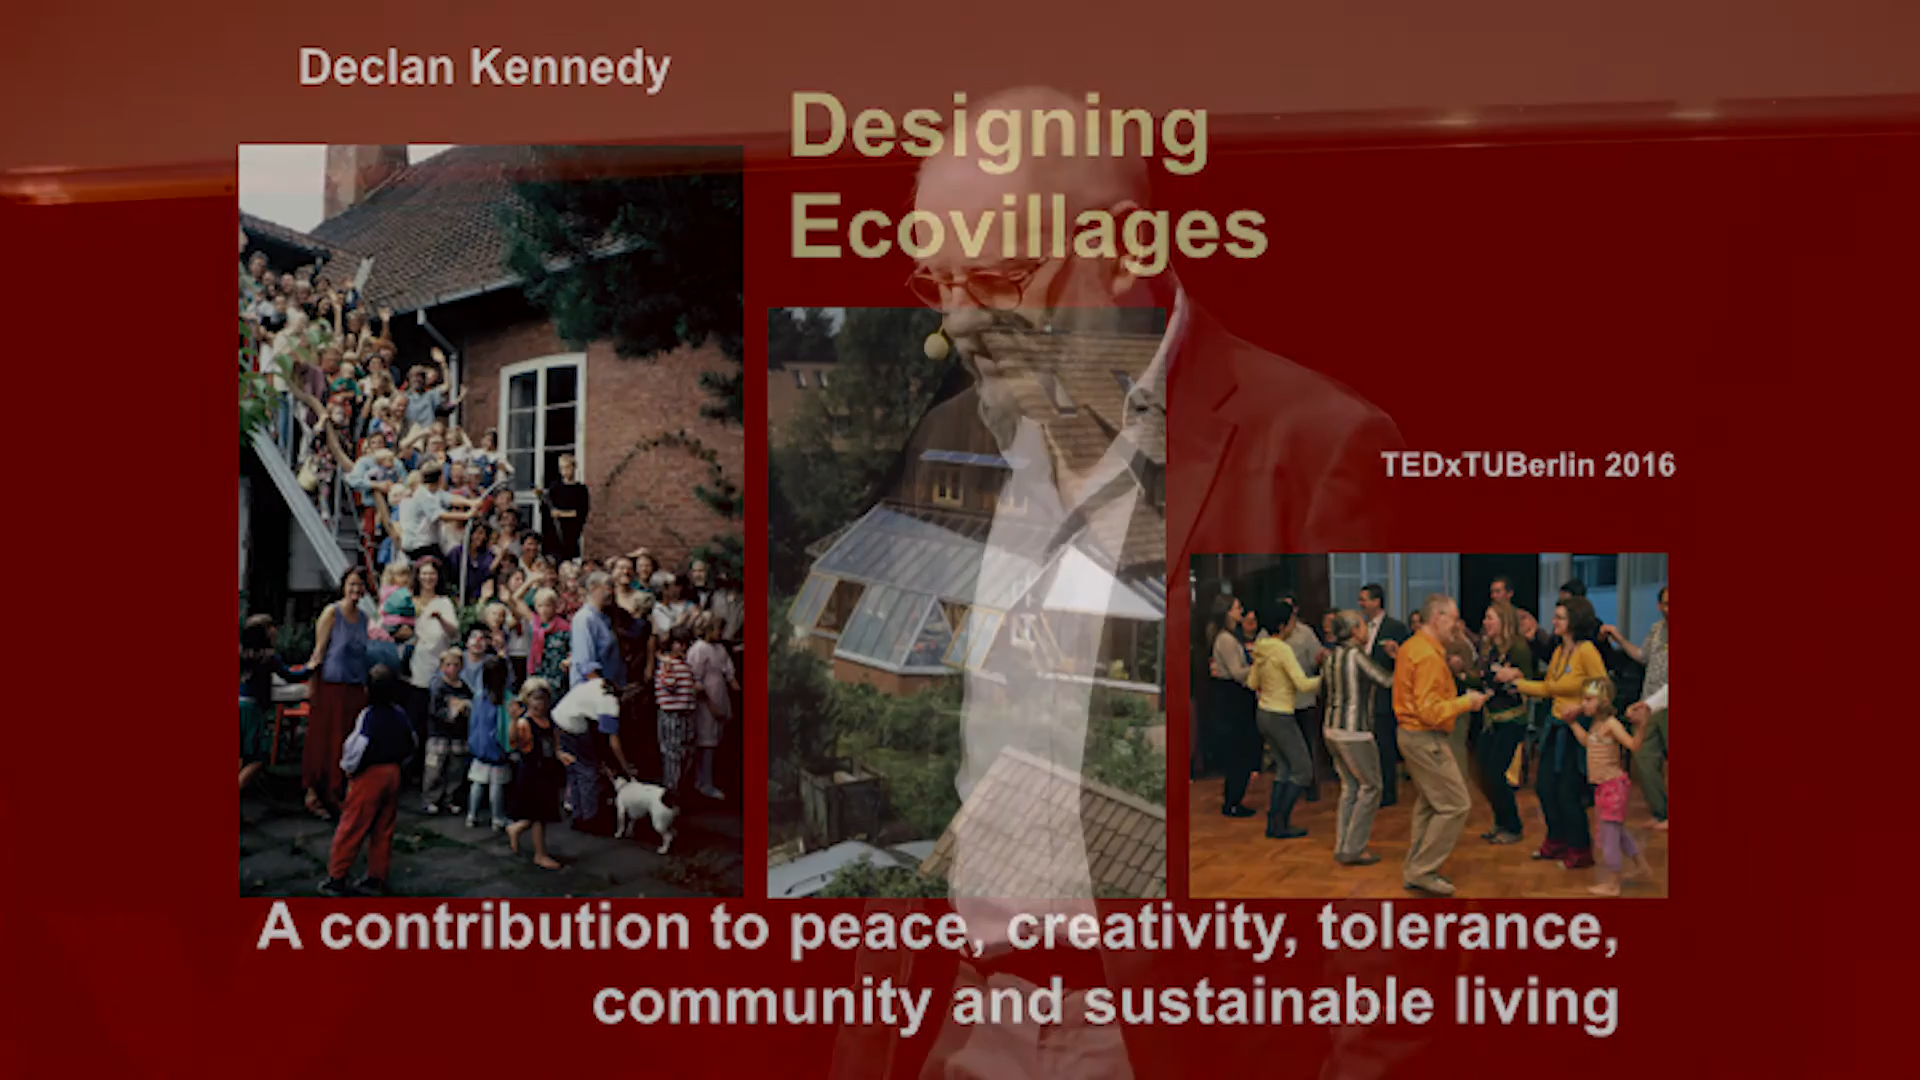 Declan Kennedy
Designing
Ecovillages
TEDxTUBerlin 2016
A contribution to peace, creativity, tolerance,
community and sustainable living